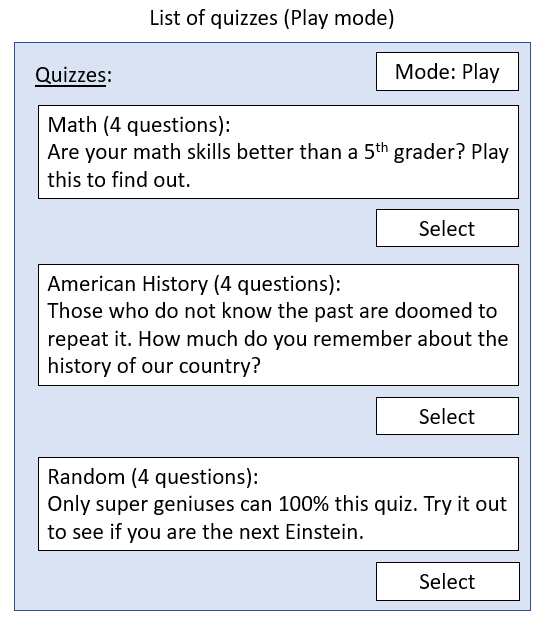 List of quizzes (Play mode)
Quizzes:
Mode: Play
Math (4 questions):
Are your math skills better than a 5th grader? Play
this to find out.
Select
American History (4 questions):
Those who do not know the past are doomed to
repeat it. How much do you remember about the
history of our country?
Select
Random (4 questions):
Only super geniuses can 100% this quiz. Try it out
to see if you are the next Einstein.
Select